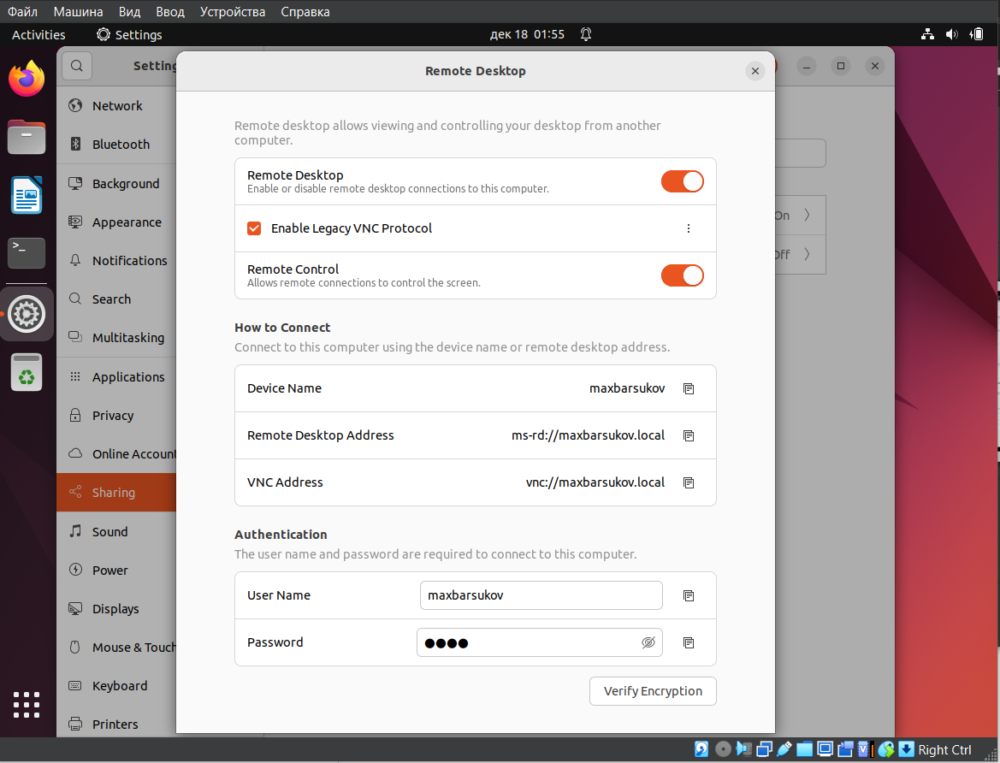 Файл Машина Вид Ввод Устройства Справка
Activities Settings дек 18 01:55
Remote Desktop
Network
Bluetooth
Background
Appearance
Notifications
Search
Multitasking
Applications
Privacy
Sharing
Sound
Power
Displays
Keyboard
Printers
Remote desktop allows viewing and controlling your desktop from another
computer.
Remote Desktop
Enable or disable remote desktop connections to this computer.
Enable Legacy VNC Protocol
Remote Control
Allows remote connections to control the screen.
How to Connect
Connect to this computer using the device name or remote desktop address.
Device Name maxbarsukov
Remote Desktop Address ms-rd://maxbarsukov.local
VNC Address vnc://maxbarsukov.local
Authentication
The user name and password are required to connect to this computer.
User Name maxbarsukov
Password ●●●●
Verify Encryption
On
Right Ctrl